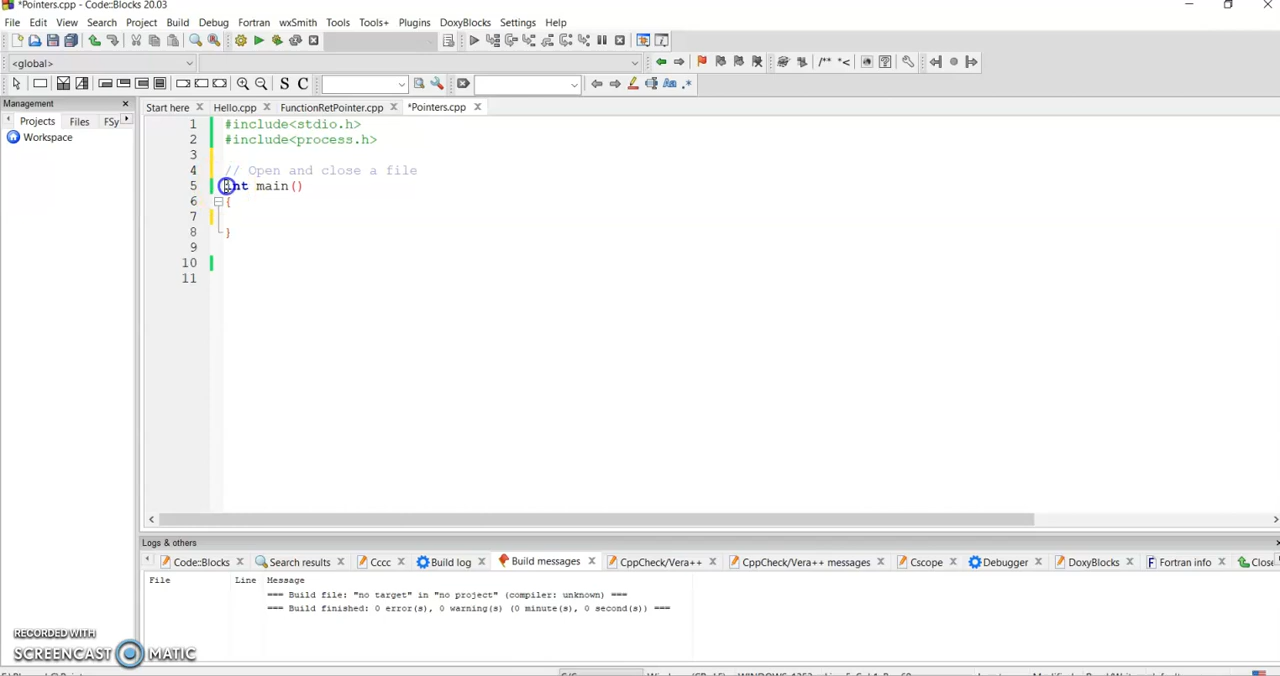 *Pointers.cpp - Code::Blocks 20.03
File Edit View Search Project Build Debug Fortran wxSmith Tools Tools+ Plugins DoxyBlocks Settings Help
<global>
/** *<
S C
Aa .*
Management
Projects Files FSy
Workspace
Start here Hello.cpp FunctionRetPointer.cpp *Pointers.cpp
1 #include<stdio.h>
2 #include<process.h>
3
4 // Open and close a file
5 int main()
6 {
7
8 }
9
10
11
Logs & others
Code::Blocks Search results Cccc Build log Build messages CppCheck/Vera++ CppCheck/Vera++ messages Cscope Debugger DoxyBlocks Fortran info Close
File Line Message
=== Build file: "no target" in "no project" (compiler: unknown) ===
=== Build finished: 0 error(s), 0 warning(s) (0 minute(s), 0 second(s)) ===
RECORDED WITH
SCREENCAST MATIC